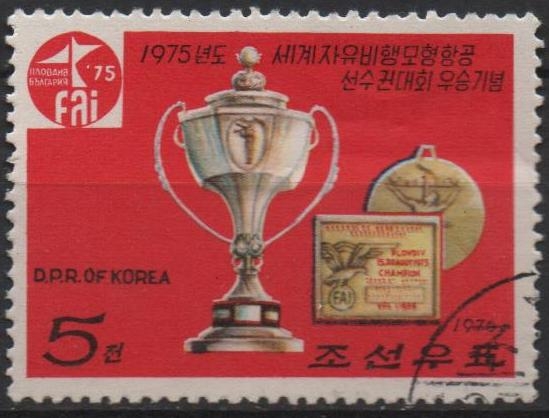 '75
ПЛОВДИВ
БЪЛГАРИЯ
FAi
1975년도 세계자유비행모형항공
선수권대회 우승기념
PLOVDIV
CHAMPION
FAI
D.P.R. OF KOREA
5전
1976
조선우표